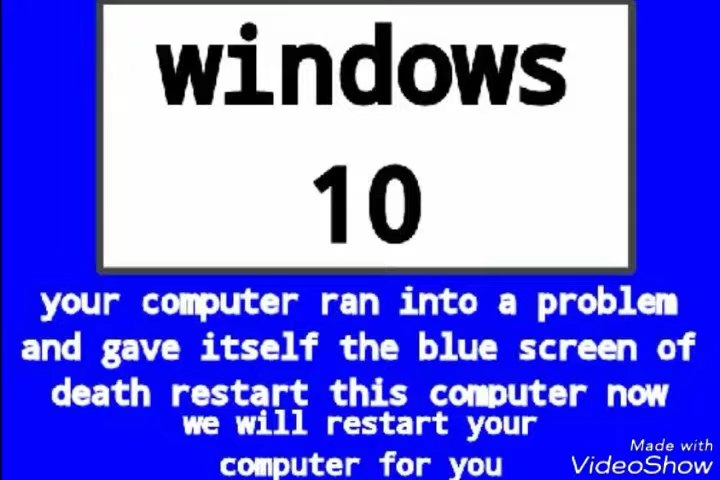 windows
10
your computer ran into a problem
and gave itself the blue screen of
death restart this computer now
we will restart your
computer for you
Made with
VideoShow